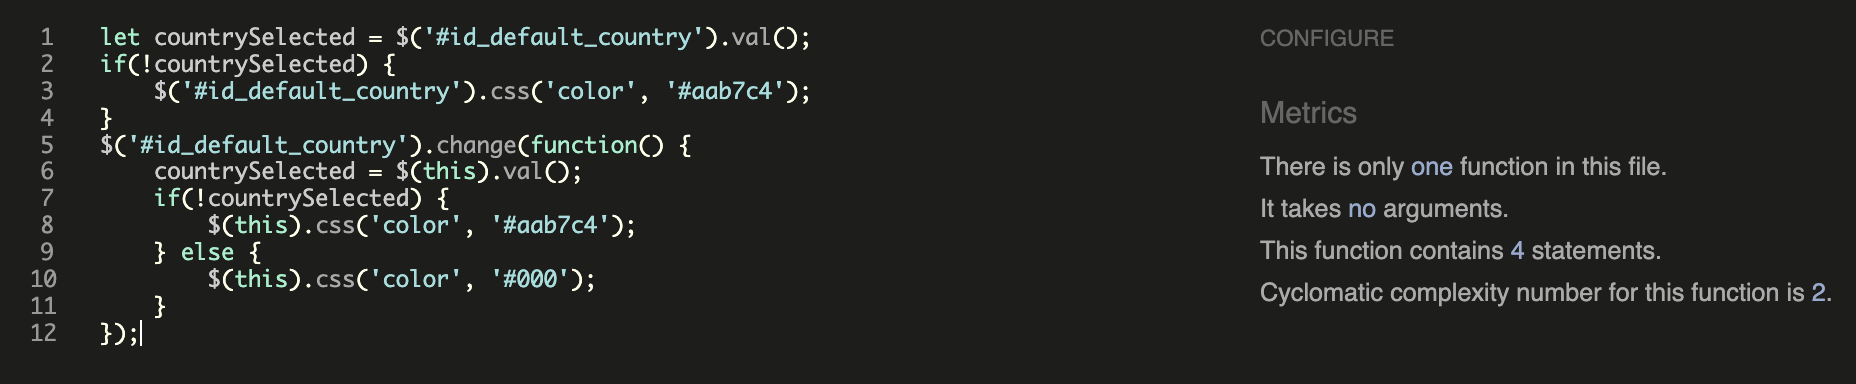 1 let countrySelected = $('#id_default_country').val();
2 if(!countrySelected) {
3     $('#id_default_country').css('color', '#aab7c4');
4 }
5 $('#id_default_country').change(function() {
6     countrySelected = $(this).val();
7     if(!countrySelected) {
8         $(this).css('color', '#aab7c4');
9     } else {
10         $(this).css('color', '#000');
11     }
12 });
CONFIGURE
Metrics
There is only one function in this file.
It takes no arguments.
This function contains 4 statements.
Cyclomatic complexity number for this function is 2.